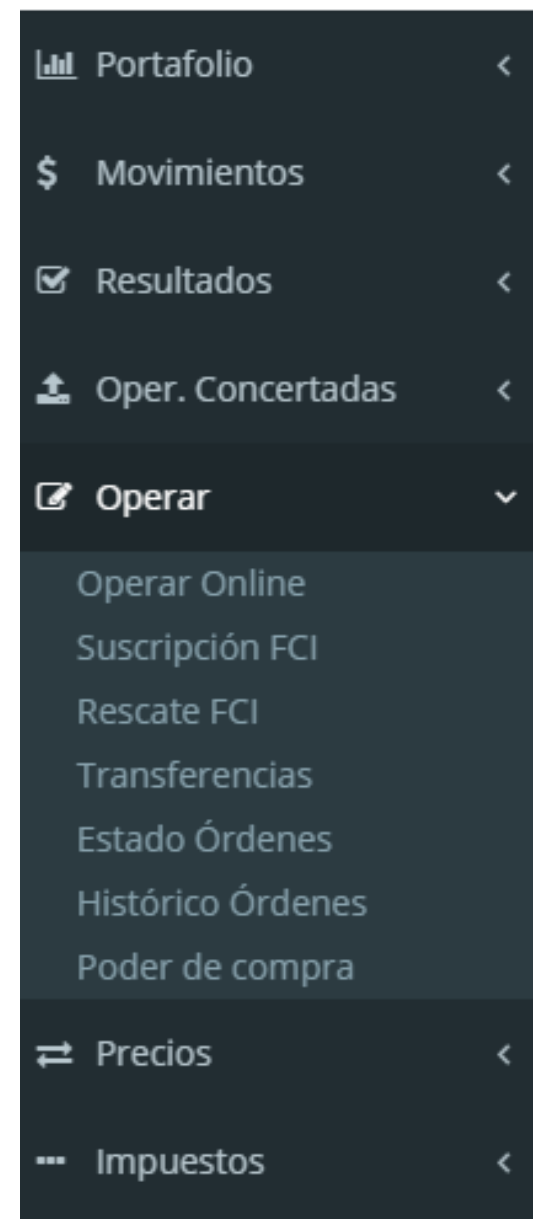 Portafolio
Movimientos
Resultados
Oper. Concertadas
Operar
Operar Online
Suscripción FCI
Rescate FCI
Transferencias
Estado Órdenes
Histórico Órdenes
Poder de compra
Precios
Impuestos